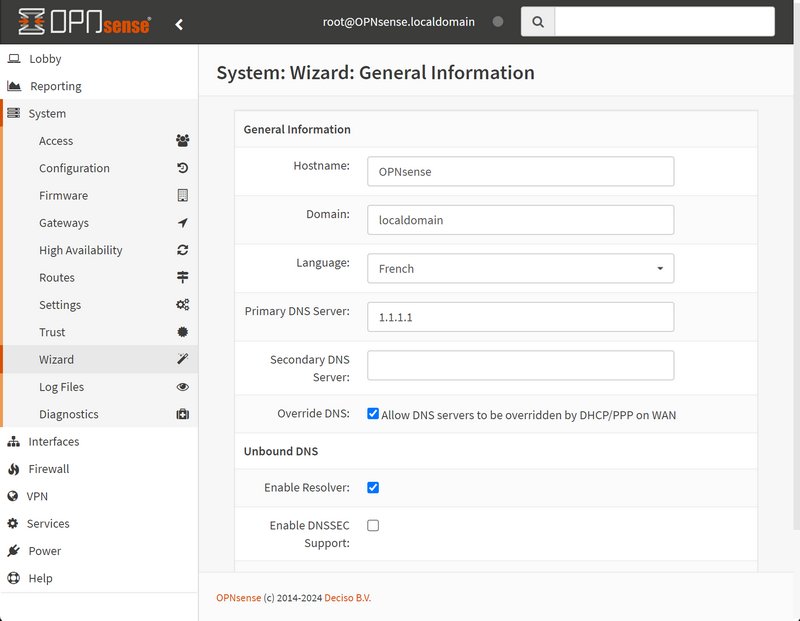 OPNsense
root@OPNsense.localdomain
Lobby
Reporting
System
Access
Configuration
Firmware
Gateways
High Availability
Routes
Settings
Trust
Wizard
Log Files
Diagnostics
Interfaces
Firewall
VPN
Services
Power
Help
System: Wizard: General Information
General Information
Hostname: OPNsense
Domain: localdomain
Language: French
Primary DNS Server: 1.1.1.1
Secondary DNS
Server:
Override DNS: Allow DNS servers to be overridden by DHCP/PPP on WAN
Unbound DNS
Enable Resolver:
Enable DNSSEC
Support:
OPNsense (c) 2014-2024 Deciso B.V.